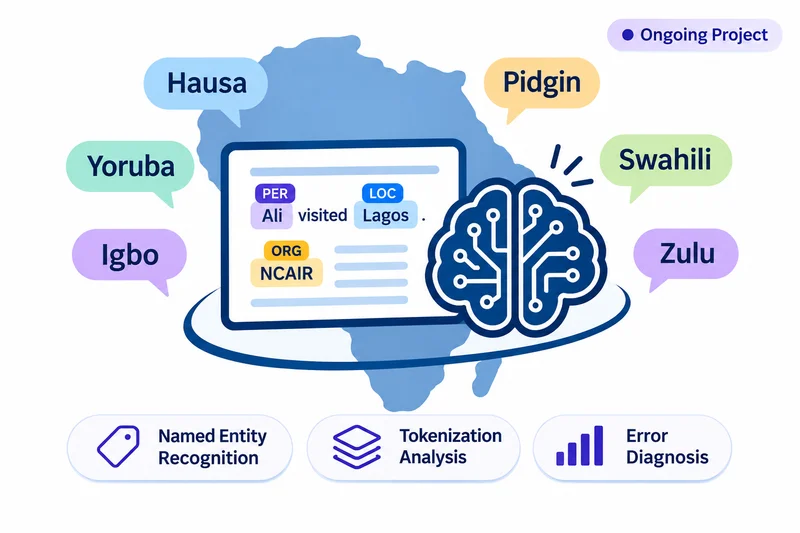 Ongoing Project
Hausa
Pidgin
Yoruba
Swahili
Igbo
Zulu
PER
LOC
Ali visited Lagos .
ORG
NCAIR
Named Entity
Recognition
Tokenization
Analysis
Error
Diagnosis